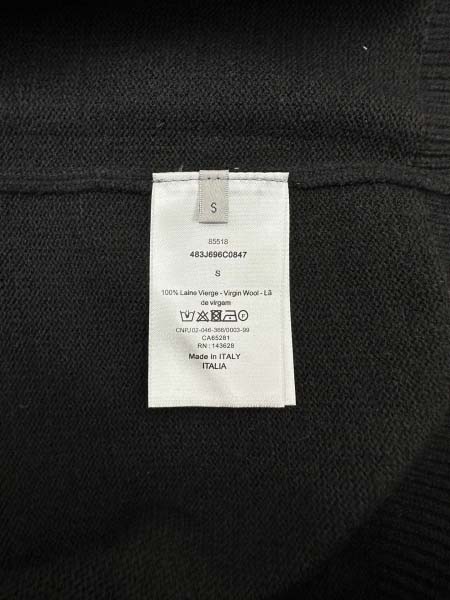 S
85518
483J696C0847
S
100% Laine Vierge - Virgin Wool - Lã
de virgem
CNPJ 02-046-366/0003-99
CA65281
RN : 143628
Made in ITALY
ITALIA